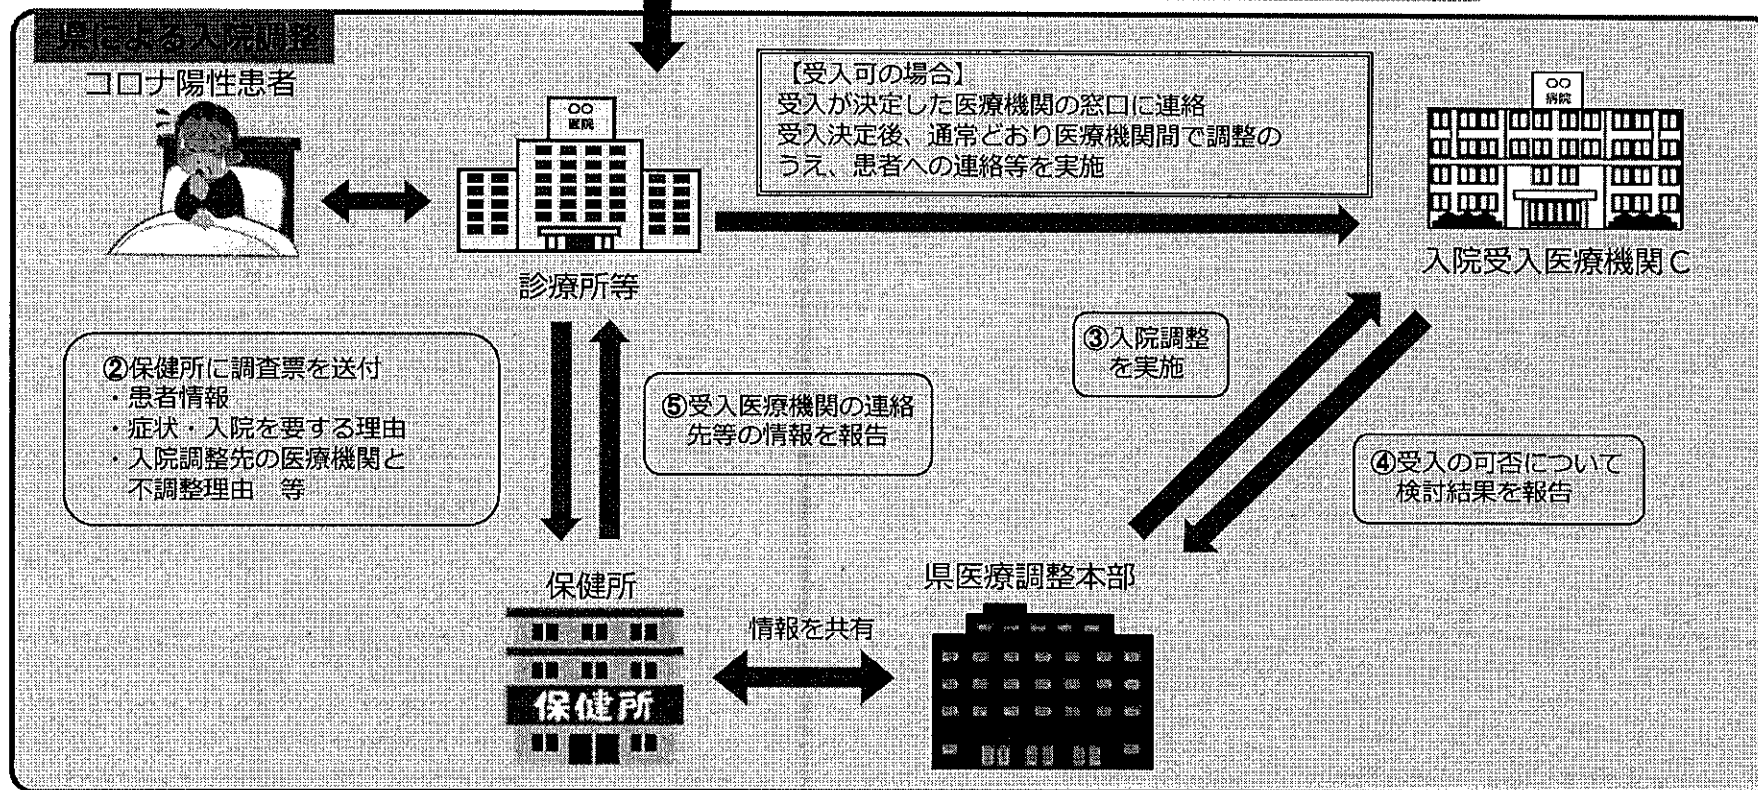 県による入院調整
コロナ陽性患者
○○
医院
診療所等
【受入可の場合】
受入が決定した医療機関の窓口に連絡
受入決定後、通常どおり医療機関間で調整の
うえ、患者への連絡等を実施
○○
病院
入院受入医療機関C
②保健所に調査票を送付
・患者情報
・症状・入院を要する理由
・入院調整先の医療機関と
不調整理由 等
⑤受入医療機関の連絡
先等の情報を報告
③入院調整
を実施
④受入の可否について
検討結果を報告
保健所
保健所
情報を共有
県医療調整本部